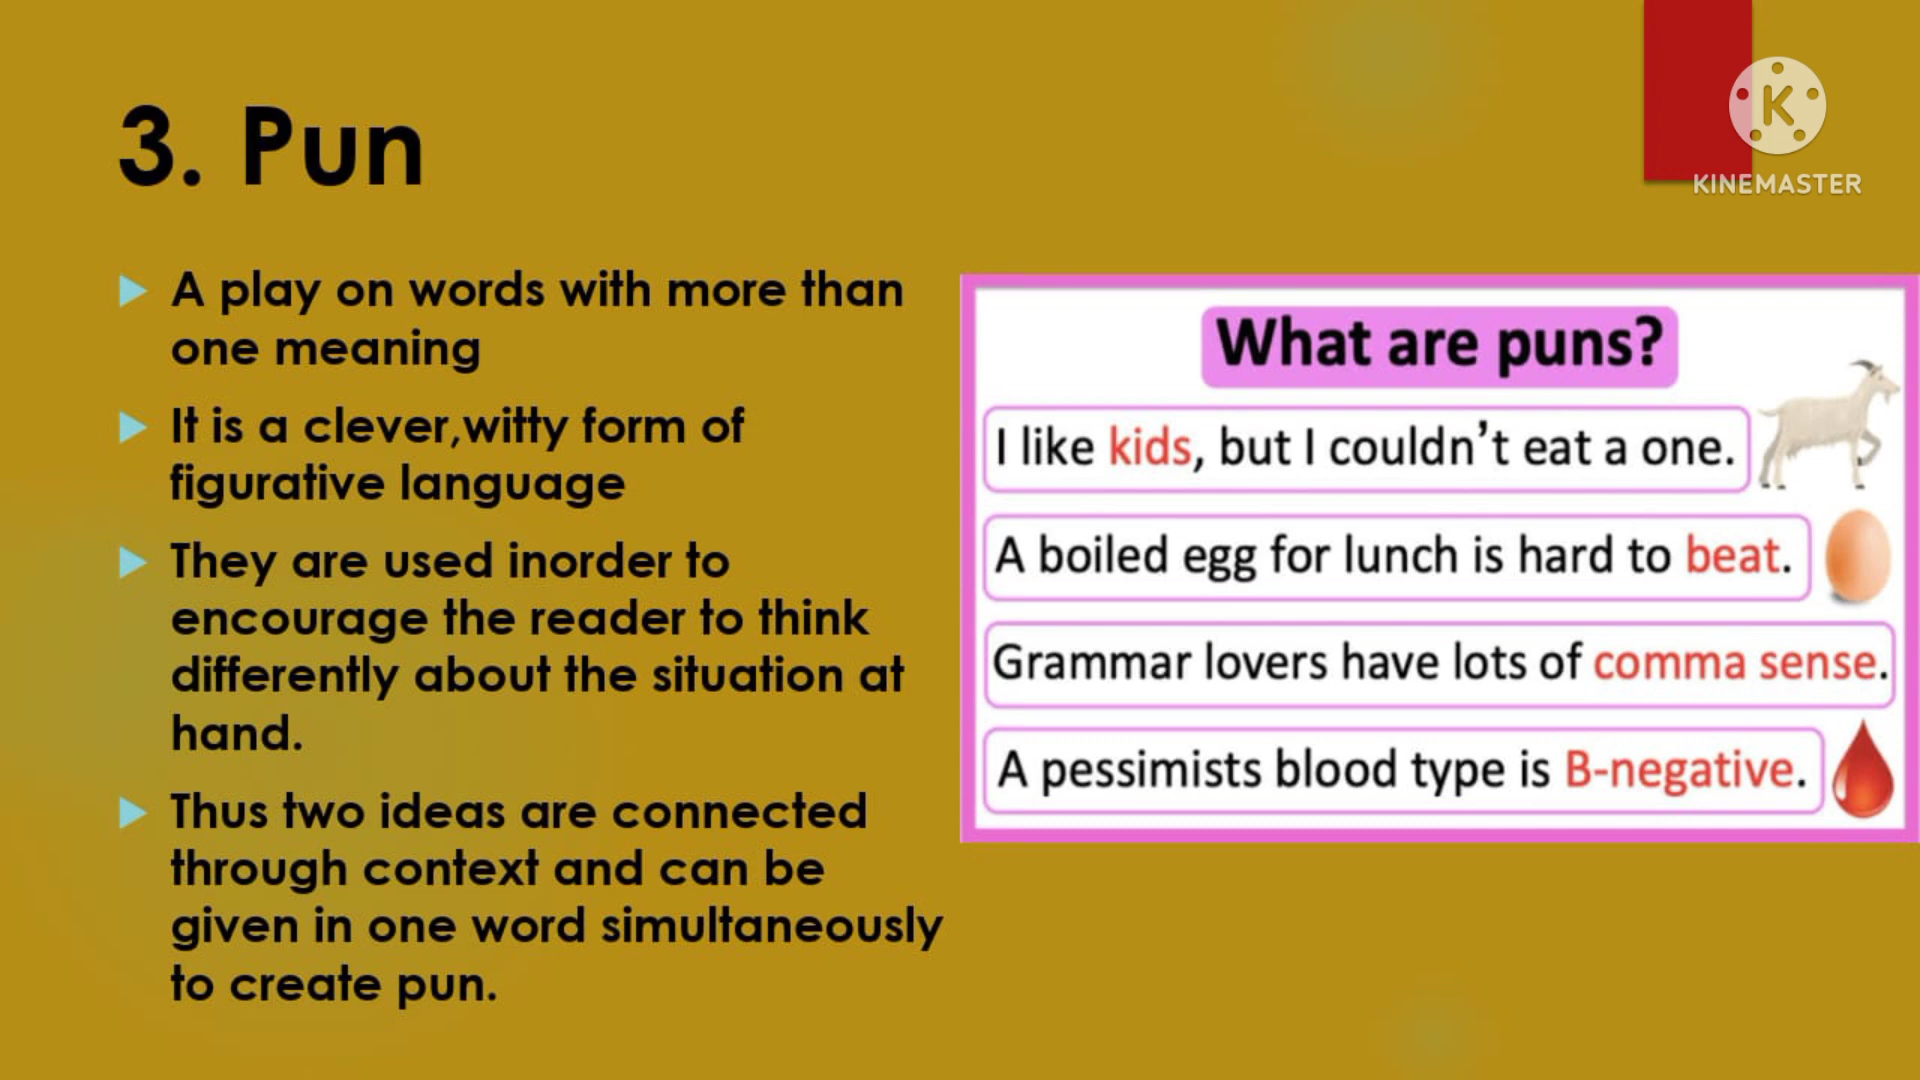 3. Pun
K
KINEMASTER
A play on words with more than
one meaning
It is a clever,witty form of
figurative language
They are used inorder to
encourage the reader to think
differently about the situation at
hand.
Thus two ideas are connected
through context and can be
given in one word simultaneously
to create pun.
What are puns?
I like kids, but I couldn't eat a one.
A boiled egg for lunch is hard to beat.
Grammar lovers have lots of comma sense.
A pessimists blood type is B-negative.